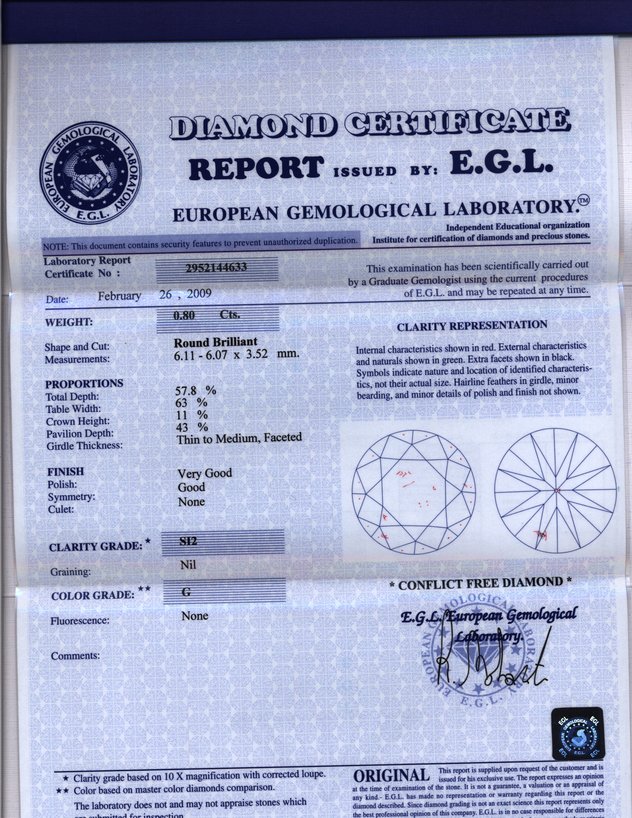 DIAMOND CERTIFICATE
REPORT ISSUED BY: E.G.L.
EUROPEAN GEMOLOGICAL LABORATORY.™
EUROPEAN GEMOLOGICAL LABORATORY
E.G.L.
Independent Educational organization
Institute for certification of diamonds and precious stones.
NOTE: This document contains security features to prevent unauthorized duplication.
Laboratory Report
Certificate No : 2952144633
Date: February 26 , 2009
This examination has been scientifically carried out
by a Graduate Gemologist using the current procedures
of E.G.L. and may be repeated at any time.
WEIGHT: 0.80 Cts.
Shape and Cut: Round Brilliant
Measurements: 6.11 - 6.07 x 3.52 mm.
PROPORTIONS
Total Depth: 57.8 %
Table Width: 63 %
Crown Height: 11 %
Pavilion Depth: 43 %
Girdle Thickness: Thin to Medium, Faceted
FINISH
Polish: Very Good
Symmetry: Good
Culet: None
CLARITY GRADE: * SI2
Graining: Nil
COLOR GRADE: ** G
Fluorescence: None
Comments:
CLARITY REPRESENTATION
Internal characteristics shown in red. External characteristics
and naturals shown in green. Extra facets shown in black.
Symbols indicate nature and location of identified characteris-
tics, not their actual size. Hairline feathers in girdle, minor
bearding, and minor details of polish and finish not shown.
* CONFLICT FREE DIAMOND *
E.G.L. European Gemological
Laboratory.
EUROPEAN GEMOLOGICAL LABORATORY
E.G.L.
EGL EGL
EGL EGL
★ Clarity grade based on 10 X magnification with corrected loupe.
★★ Color based on master color diamonds comparison.
The laboratory does not and may not appraise stones which
are submitted for inspection.
ORIGINAL This report is supplied upon request of the customer and is
issued for his exclusive use. The report expresses an opinion
at the time of examination of the stone. It is not a guarantee, a valuation or an appraisal of
any kind.- E.G.L. has made no representation or warranty regarding this report or the
diamond described. Since diamond grading is not an exact science this report represents only
the best professional opinion of this company. E.G.L. is in no case responsible for differences